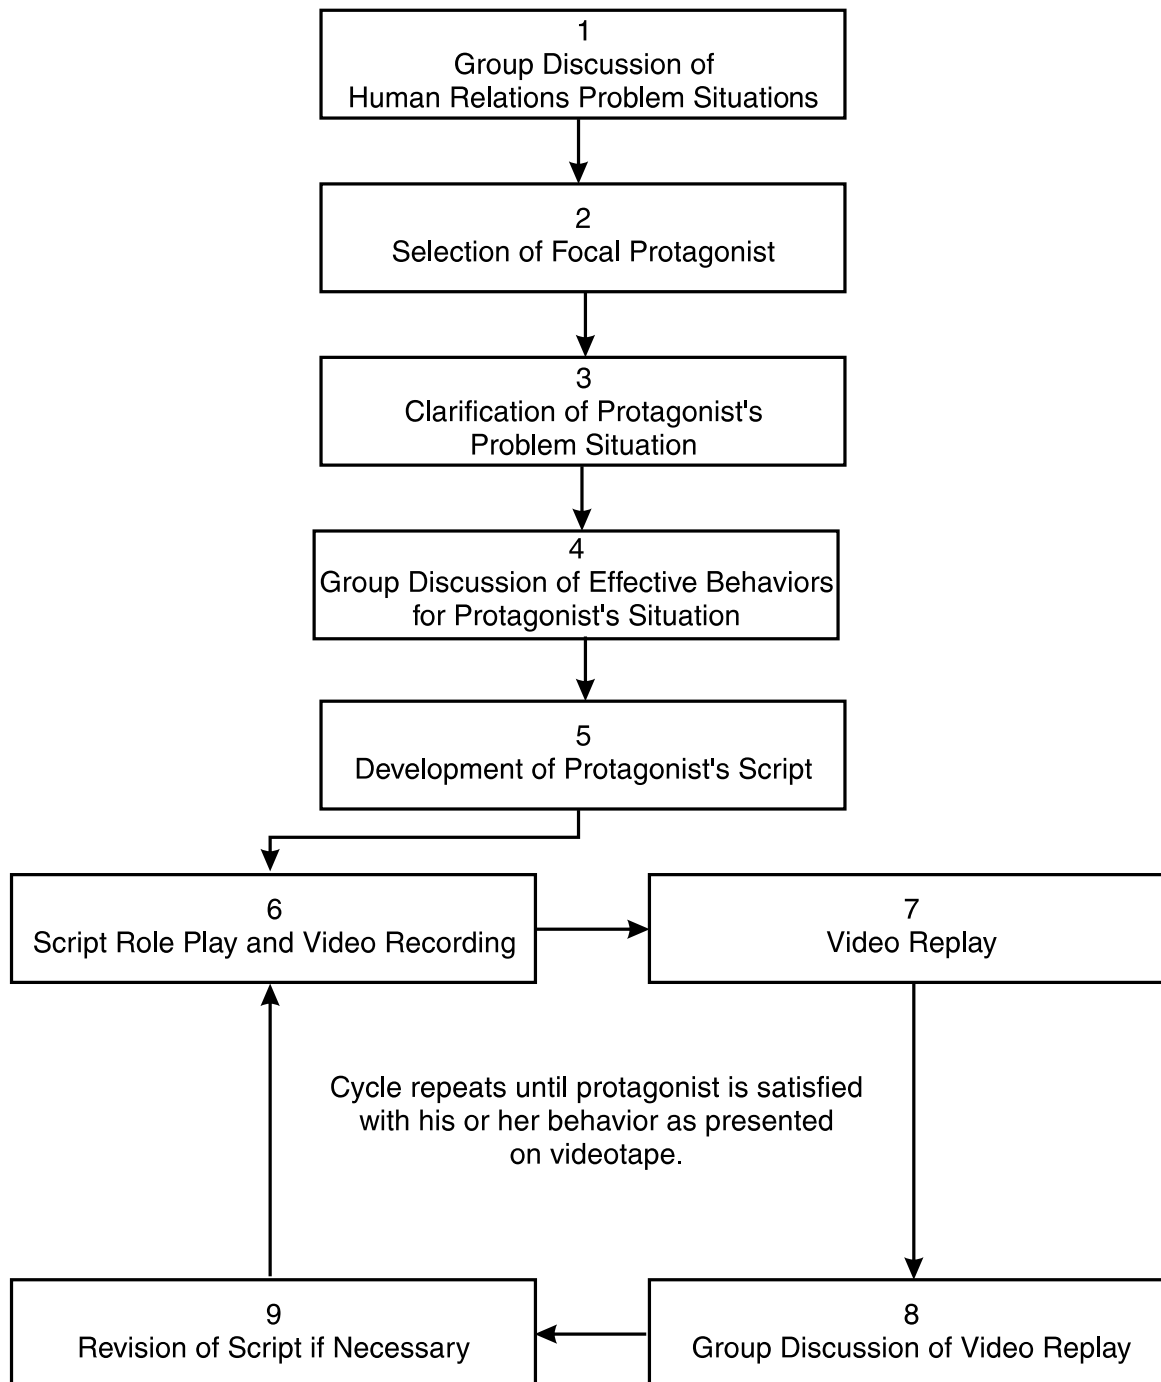 1
Group Discussion of
Human Relations Problem Situations
2
Selection of Focal Protagonist
3
Clarification of Protagonist's
Problem Situation
4
Group Discussion of Effective Behaviors
for Protagonist's Situation
5
Development of Protagonist's Script
6
Script Role Play and Video Recording
7
Video Replay
Cycle repeats until protagonist is satisfied
with his or her behavior as presented
on videotape.
8
Group Discussion of Video Replay
9
Revision of Script if Necessary